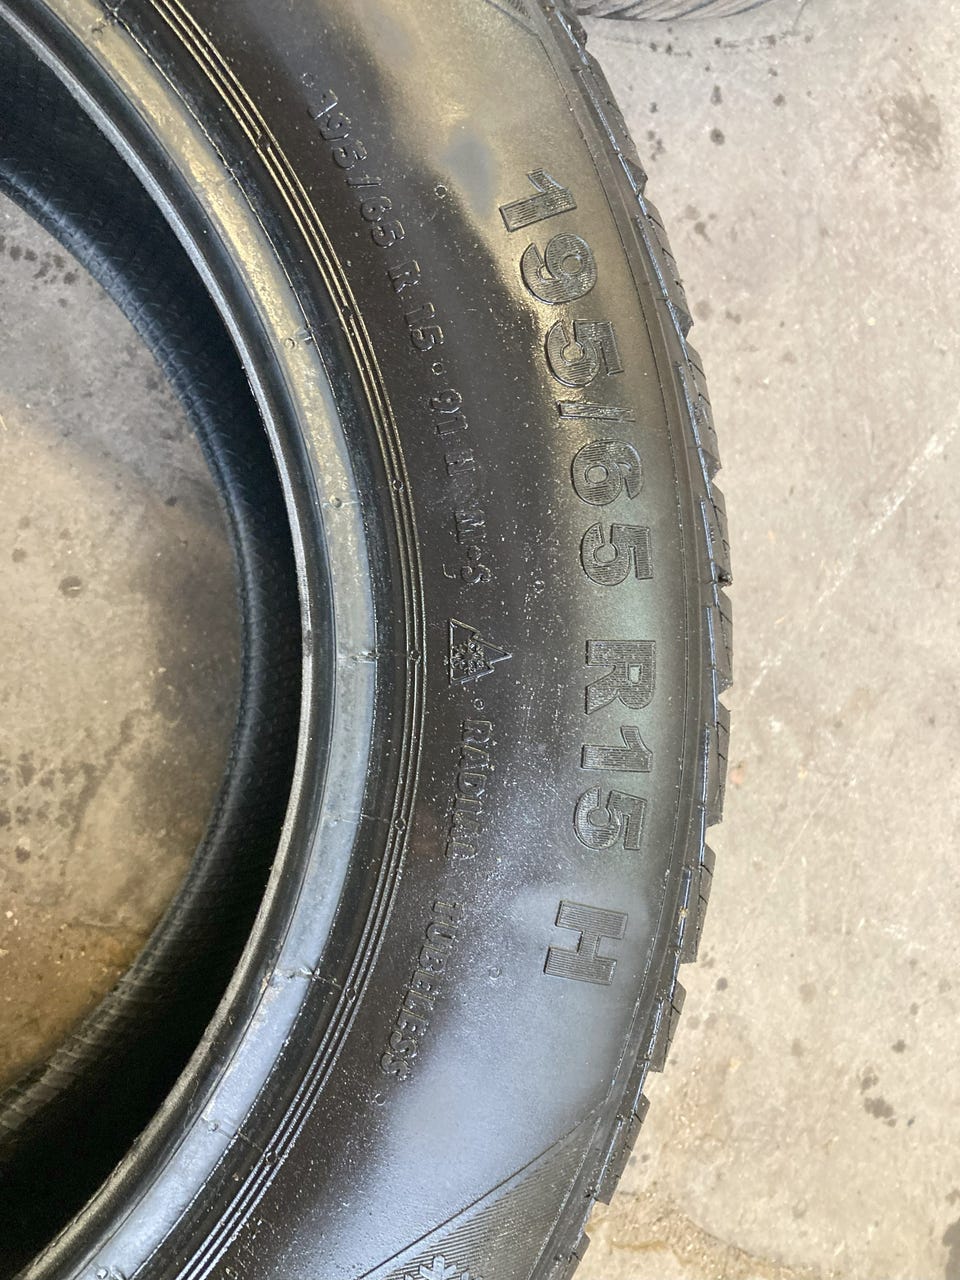 195/65 R15 H
195/65 R 15 · 91 H · M+S · RADIAL TUBELESS